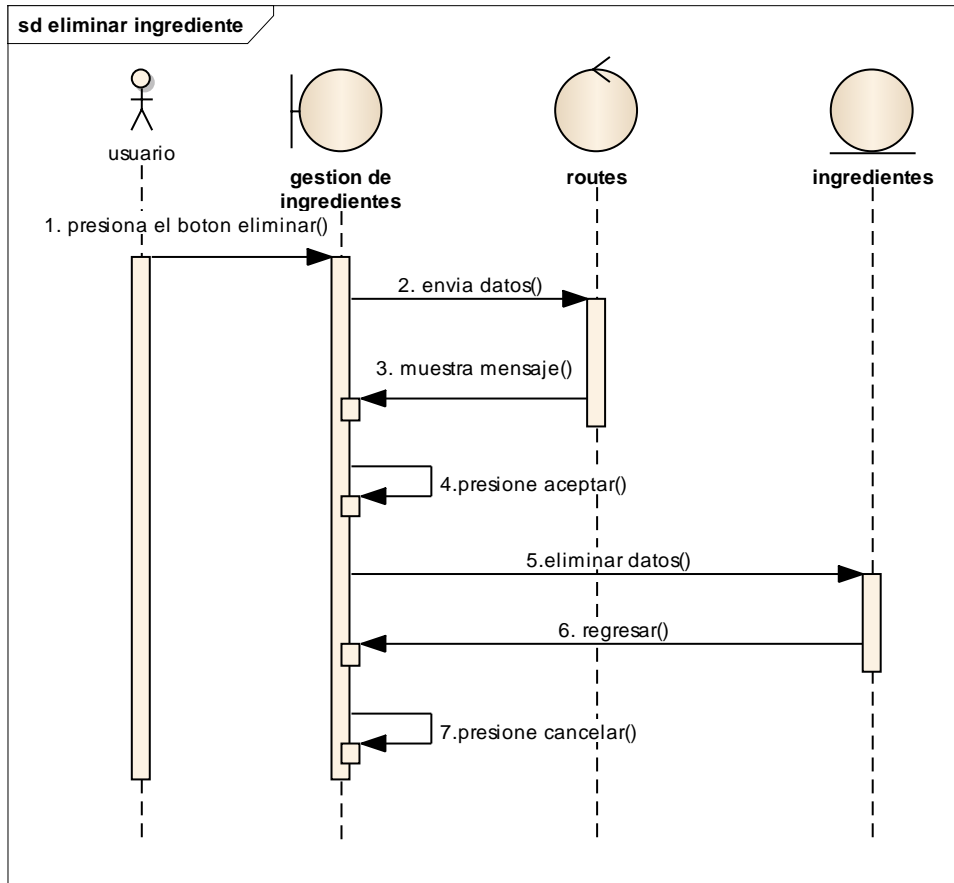 sd eliminar ingrediente
usuario
gestion de
ingredientes
routes
ingredientes
1. presiona el boton eliminar()
2. envia datos()
3. muestra mensaje()
4.presione aceptar()
5.eliminar datos()
6. regresar()
7.presione cancelar()